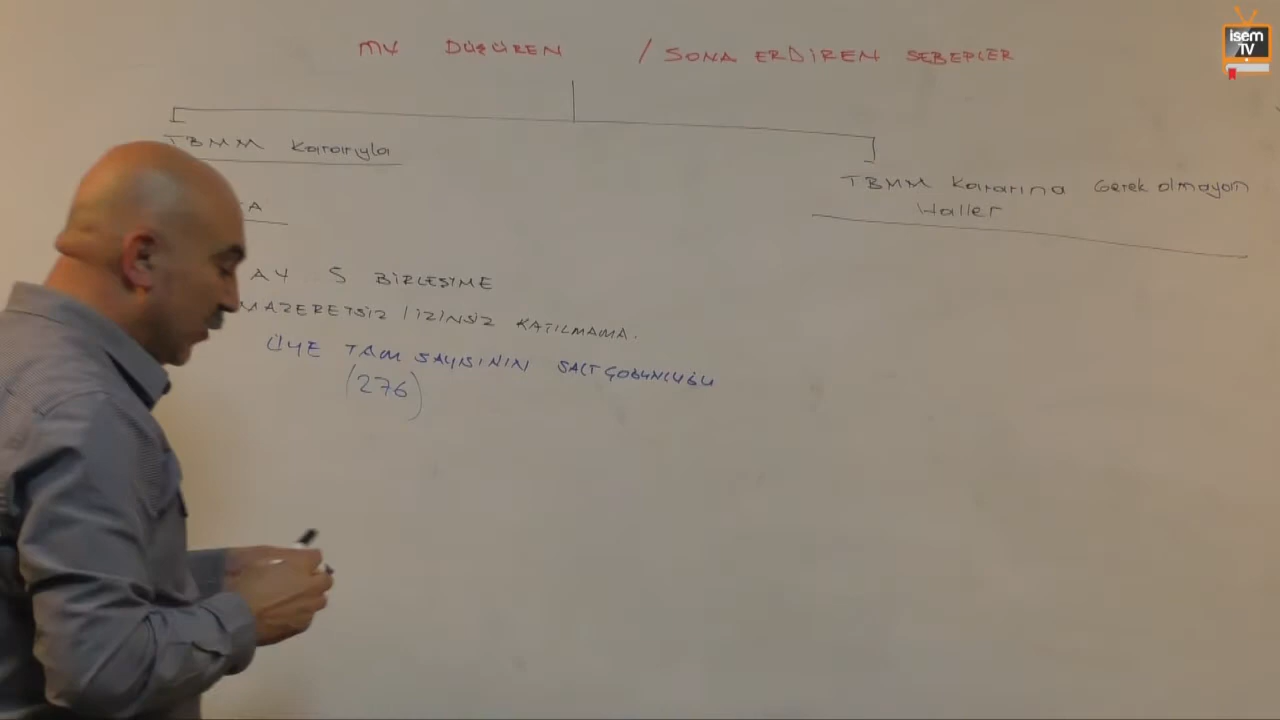 isem
TV
MV DÜŞÜREN / SONA ERDİREN SEBEPLER
TBMM Kararıyla
TBMM Kararına Gerek olmayan
Haller
AY 5 BİRLEŞİME
MAZERETSİZ / İZİNSİZ KATILMAMA.
ÜYE TAM SAYISININ SALT ÇOĞUNLUĞU
(276)